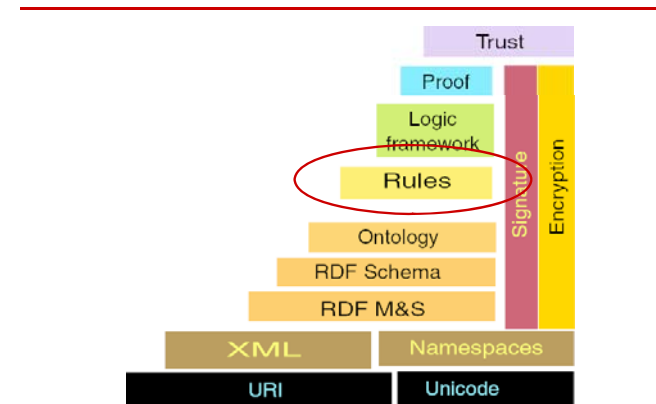 Trust
Proof
Logic
framework
Rules
Signature
Encryption
Ontology
RDF Schema
RDF M&S
XML
Namespaces
URI
Unicode